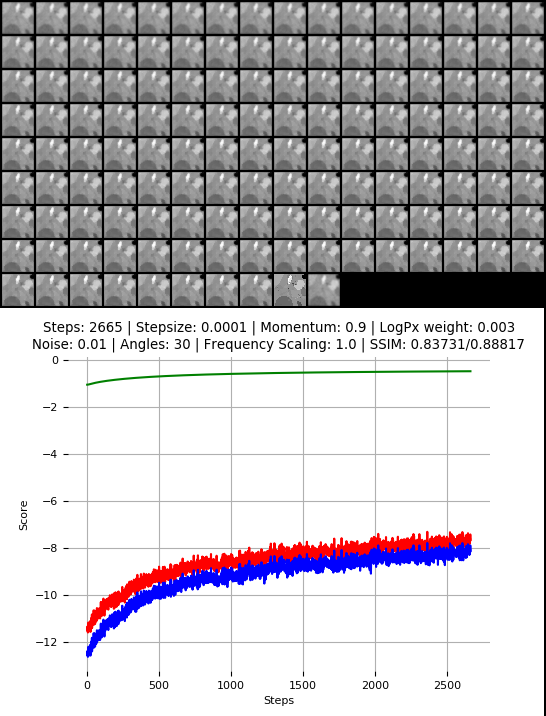 Steps: 2665 | Stepsize: 0.0001 | Momentum: 0.9 | LogPx weight: 0.003
Noise: 0.01 | Angles: 30 | Frequency Scaling: 1.0 | SSIM: 0.83731/0.88817
0
−2
−4
−6
−8
−10
−12
Score
0 500 1000 1500 2000 2500
Steps